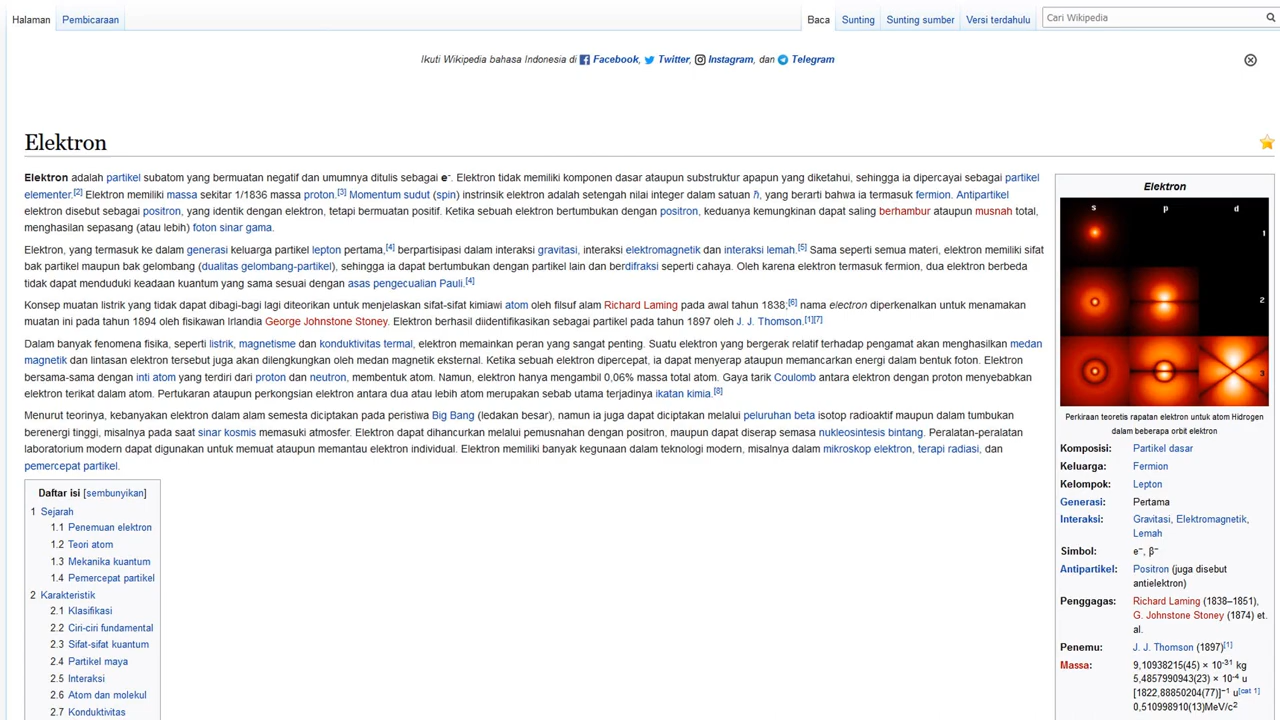 Halaman Pembicaraan Baca Sunting Sunting sumber Versi terdahulu Cari Wikipedia
Ikuti Wikipedia bahasa Indonesia di Facebook, Twitter, Instagram, dan Telegram
Elektron
Elektron adalah partikel subatom yang bermuatan negatif dan umumnya ditulis sebagai e-. Elektron tidak memiliki komponen dasar ataupun substruktur apapun yang diketahui, sehingga ia dipercayai sebagai partikel
elementer.[2] Elektron memiliki massa sekitar 1/1836 massa proton.[3] Momentum sudut (spin) instrinsik elektron adalah setengah nilai integer dalam satuan ħ, yang berarti bahwa ia termasuk fermion. Antipartikel
elektron disebut sebagai positron, yang identik dengan elektron, tetapi bermuatan positif. Ketika sebuah elektron bertumbukan dengan positron, keduanya kemungkinan dapat saling berhambur ataupun musnah total,
menghasilan sepasang (atau lebih) foton sinar gama.
Elektron, yang termasuk ke dalam generasi keluarga partikel lepton pertama,[4] berpartisipasi dalam interaksi gravitasi, interaksi elektromagnetik dan interaksi lemah.[5] Sama seperti semua materi, elektron memiliki sifat
bak partikel maupun bak gelombang (dualitas gelombang-partikel), sehingga ia dapat bertumbukan dengan partikel lain dan berdifraksi seperti cahaya. Oleh karena elektron termasuk fermion, dua elektron berbeda
tidak dapat menduduki keadaan kuantum yang sama sesuai dengan asas pengecualian Pauli.[4]
Konsep muatan listrik yang tidak dapat dibagi-bagi lagi diteorikan untuk menjelaskan sifat-sifat kimiawi atom oleh filsuf alam Richard Laming pada awal tahun 1838;[6] nama elektron diperkenalkan untuk menamakan
muatan ini pada tahun 1894 oleh fisikawan Irlandia George Johnstone Stoney. Elektron berhasil diidentifikasikan sebagai partikel pada tahun 1897 oleh J. J. Thomson.[1][7]
Dalam banyak fenomena fisika, seperti listrik, magnetisme dan konduktivitas termal, elektron memainkan peran yang sangat penting. Suatu elektron yang bergerak relatif terhadap pengamat akan menghasilkan medan
magnetik dan lintasan elektron tersebut juga akan dilengkungkan oleh medan magnetik eksternal. Ketika sebuah elektron dipercepat, ia dapat menyerap ataupun memancarkan energi dalam bentuk foton. Elektron
bersama-sama dengan inti atom yang terdiri dari proton dan neutron, membentuk atom. Namun, elektron hanya mengambil 0,06% massa total atom. Gaya tarik Coulomb antara elektron dengan proton menyebabkan
elektron terikat dalam atom. Pertukaran ataupun perkongsian elektron antara dua atau lebih atom merupakan sebab utama terjadinya ikatan kimia.[8]
Menurut teorinya, kebanyakan elektron dalam alam semesta diciptakan pada peristiwa Big Bang (ledakan besar), namun ia juga dapat diciptakan melalui peluruhan beta isotop radioaktif maupun dalam tumbukan
berenergi tinggi, misalnya pada saat sinar kosmis memasuki atmosfer. Elektron dapat dihancurkan melalui pemusnahan dengan positron, maupun dapat diserap semasa nukleosintesis bintang. Peralatan-peralatan
laboratorium modern dapat digunakan untuk memuat ataupun memantau elektron individual. Elektron memiliki banyak kegunaan dalam teknologi modern, misalnya dalam mikroskop elektron, terapi radiasi, dan
pemercepat partikel.
Daftar isi [sembunyikan]
1 Sejarah
1.1 Penemuan elektron
1.2 Teori atom
1.3 Mekanika kuantum
1.4 Pemercepat partikel
2 Karakteristik
2.1 Klasifikasi
2.2 Ciri-ciri fundamental
2.3 Sifat-sifat kuantum
2.4 Partikel maya
2.5 Interaksi
2.6 Atom dan molekul
2.7 Konduktivitas
Elektron
s p d
1
2
3
Perkiraan teoretis rapatan elektron untuk atom Hidrogen
dalam beberapa orbit elektron
Komposisi: Partikel dasar
Keluarga: Fermion
Kelompok: Lepton
Generasi: Pertama
Interaksi: Gravitasi, Elektromagnetik,
Lemah
Simbol: e−, β−
Antipartikel: Positron (juga disebut
antielektron)
Penggagas: Richard Laming (1838–1851),
G. Johnstone Stoney (1874) et.
al.
Penemu: J. J. Thomson (1897)[1]
Massa: 9,10938215(45) × 10-31 kg
5,4857990943(23) × 10-4 u
[1822,88850204(77)]−1 u[cat 1]
0,510998910(13)MeV/c2